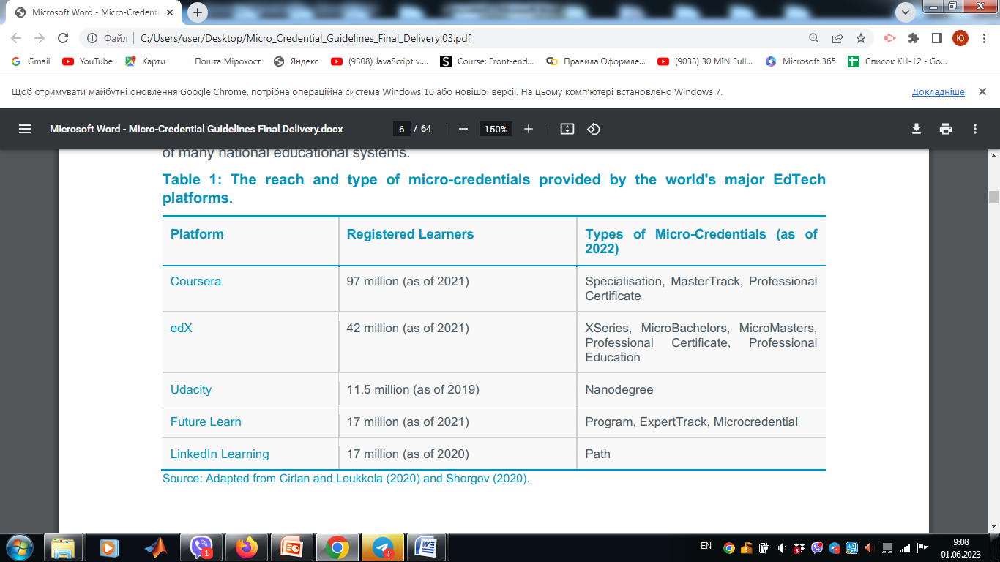 Microsoft Word - Micro-Credenti
Файл
C:/Users/user/Desktop/Micro_Credential_Guidelines_Final_Delivery.03.pdf
Ю
Gmail
YouTube
Карти
Пошта Мірохост
Яндекс
(9308) JavaScript v....
Course: Front-end...
Правила Оформле...
(9033) 30 MIN Full...
Microsoft 365
Список КН-12 - Go...
Щоб отримувати майбутні оновлення Google Chrome, потрібна операційна система Windows 10 або новішої версії. На цьому комп’ютері встановлено Windows 7.
Докладніше
Microsoft Word - Micro-Credential Guidelines Final Delivery.docx
6 / 64
150%
of many national educational systems.
Table 1: The reach and type of micro-credentials provided by the world's major EdTech
platforms.
Platform
Registered Learners
Types of Micro-Credentials (as of
2022)
Coursera
97 million (as of 2021)
Specialisation, MasterTrack, Professional
Certificate
edX
42 million (as of 2021)
XSeries, MicroBachelors, MicroMasters,
Professional Certificate, Professional
Education
Udacity
11.5 million (as of 2019)
Nanodegree
Future Learn
17 million (as of 2021)
Program, ExpertTrack, Microcredential
LinkedIn Learning
17 million (as of 2020)
Path
Source: Adapted from Cirlan and Loukkola (2020) and Shorgov (2020).
EN
9:08
01.06.2023